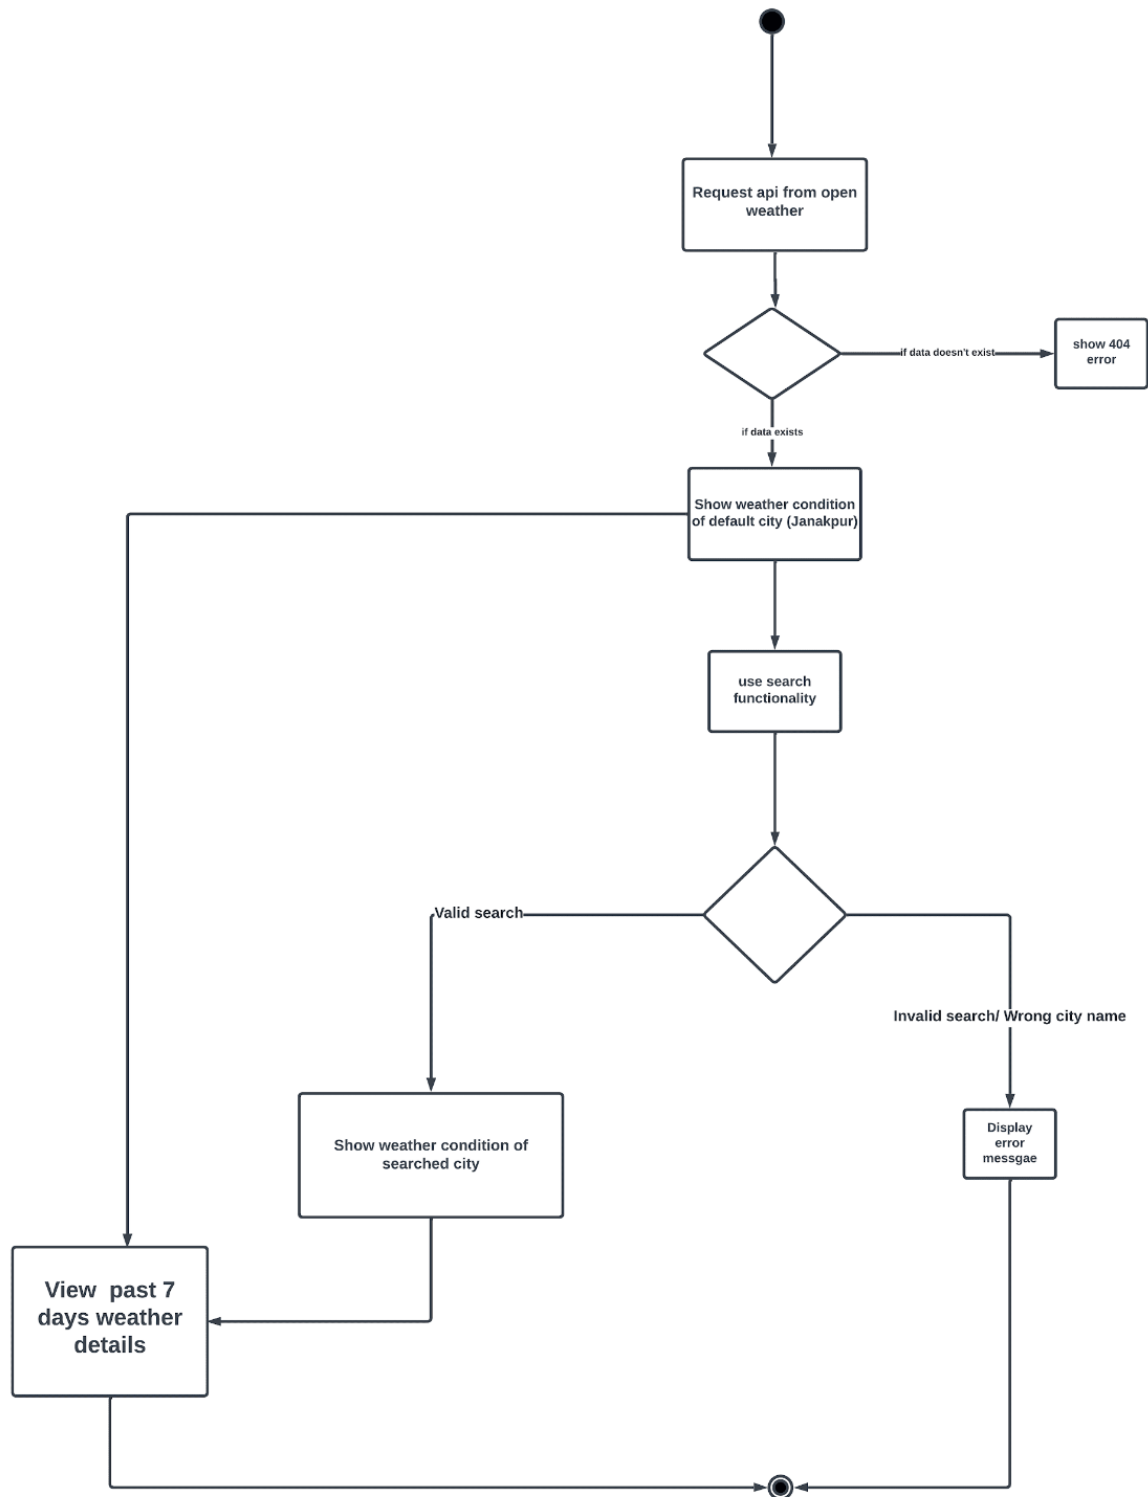 Request api from open
weather
if data doesn't exist
show 404
error
if data exists
Show weather condition
of default city (Janakpur)
use search
functionality
Valid search
Invalid search/ Wrong city name
Show weather condition of
searched city
Display
error
messgae
View past 7
days weather
details